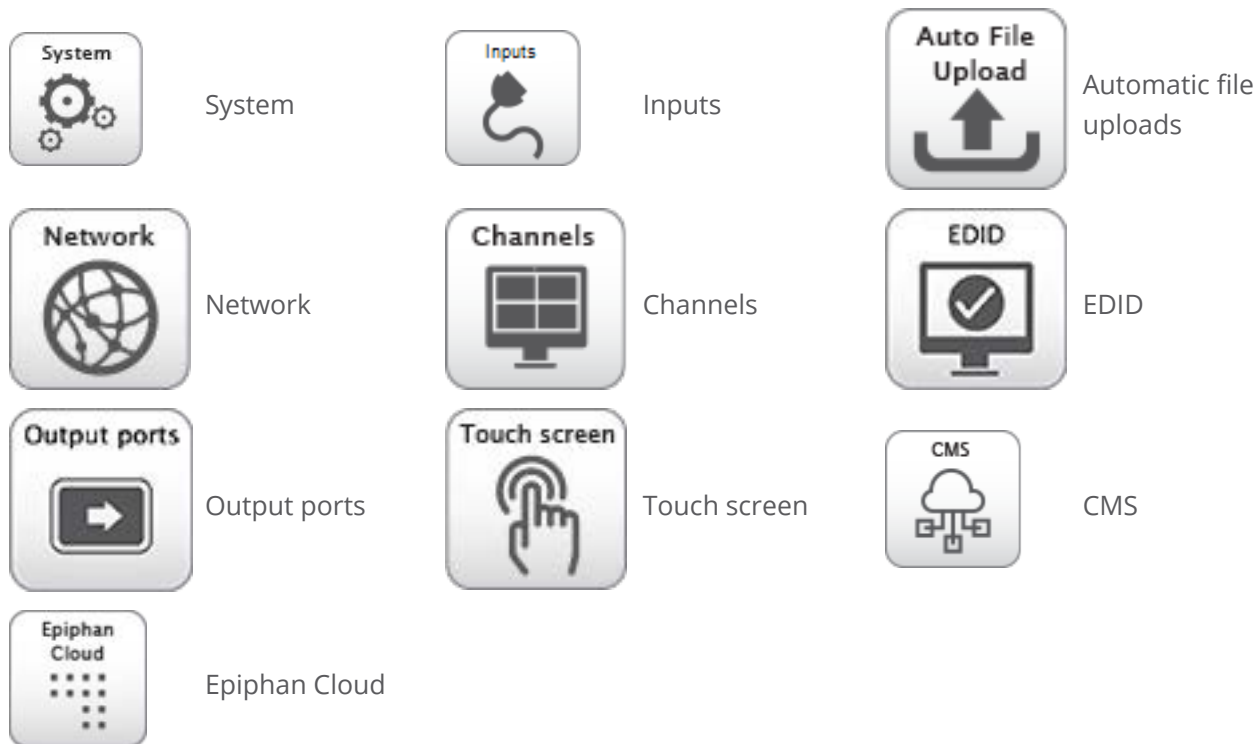 System
System
Inputs
Inputs
Auto File
Upload
Automatic file
uploads
Network
Network
Channels
Channels
EDID
EDID
Output ports
Output ports
Touch screen
Touch screen
CMS
CMS
Epiphan
Cloud
Epiphan Cloud